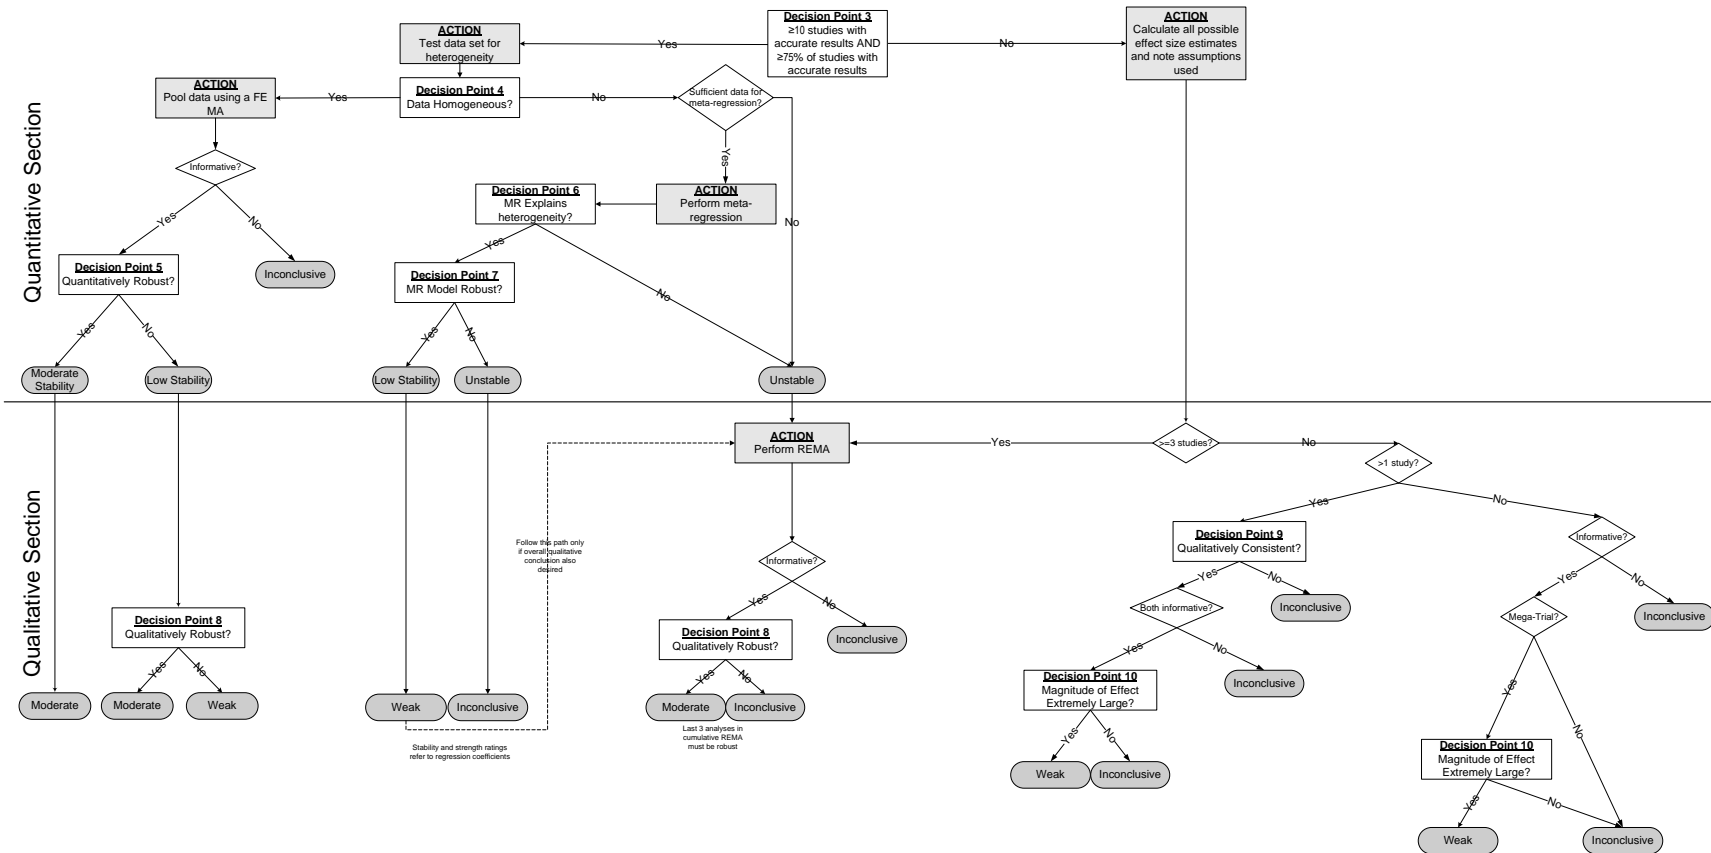 Quantitative Section
Qualitative Section
Decision Point 3
≥10 studies with
accurate results AND
≥75% of studies with
accurate results
Yes
No
ACTION
Test data set for
heterogeneity
ACTION
Calculate all possible
effect size estimates
and note assumptions
used
Decision Point 4
Data Homogeneous?
Yes
No
ACTION
Pool data using a FE
MA
Sufficient data for
meta-regression?
Yes
No
Informative?
Yes
No
ACTION
Perform meta-
regression
Decision Point 6
MR Explains
heterogeneity?
Yes
No
Decision Point 5
Quantitatively Robust?
Inconclusive
Decision Point 7
MR Model Robust?
Yes
No
Yes
No
Moderate
Stability
Low Stability
Low Stability
Unstable
Unstable
ACTION
Perform REMA
Yes
>=3 studies?
No
>1 study?
Yes
No
Follow this path only
if overall qualitative
conclusion also
desired
Informative?
Yes
No
Decision Point 9
Qualitatively Consistent?
Yes
No
Informative?
Yes
No
Both informative?
Yes
No
Inconclusive
Mega-Trial?
Yes
No
Inconclusive
Decision Point 8
Qualitatively Robust?
Yes
No
Decision Point 8
Qualitatively Robust?
Yes
No
Inconclusive
Inconclusive
Decision Point 10
Magnitude of Effect
Extremely Large?
Yes
No
Moderate
Moderate
Weak
Weak
Inconclusive
Moderate
Inconclusive
Last 3 analyses in
cumulative REMA
must be robust
Stability and strength ratings
refer to regression coefficients
Decision Point 10
Magnitude of Effect
Extremely Large?
Yes
No
Weak
Inconclusive
Weak
Inconclusive